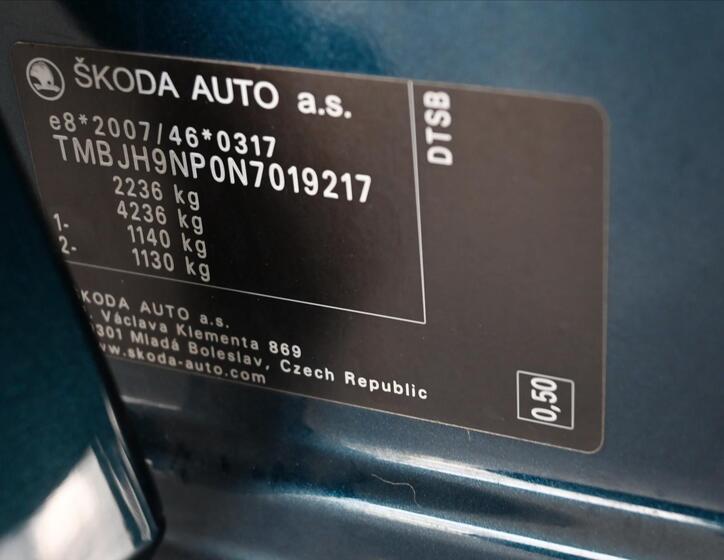 ŠKODA AUTO a.s.
e8*2007/46*0317
TMBJH9NP0N7019217
2236 kg
4236 kg
1- 1140 kg
2- 1130 kg
DTSB
ŠKODA AUTO a.s.
Václava Klementa 869
301 Mladá Boleslav, Czech Republic
www.skoda-auto.com
0,50